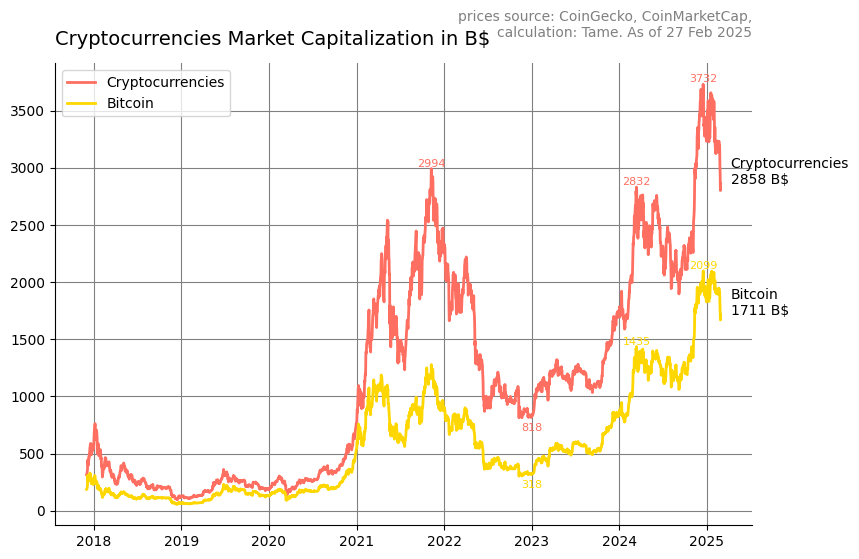 prices source: CoinGecko, CoinMarketCap,
calculation: Tame. As of 27 Feb 2025
Cryptocurrencies Market Capitalization in B$
Cryptocurrencies
Bitcoin
3500
3000
2500
2000
1500
1000
500
0
2994
818
2832
3732
1435
2099
318
Cryptocurrencies
2858 B$
Bitcoin
1711 B$
2018 2019 2020 2021 2022 2023 2024 2025